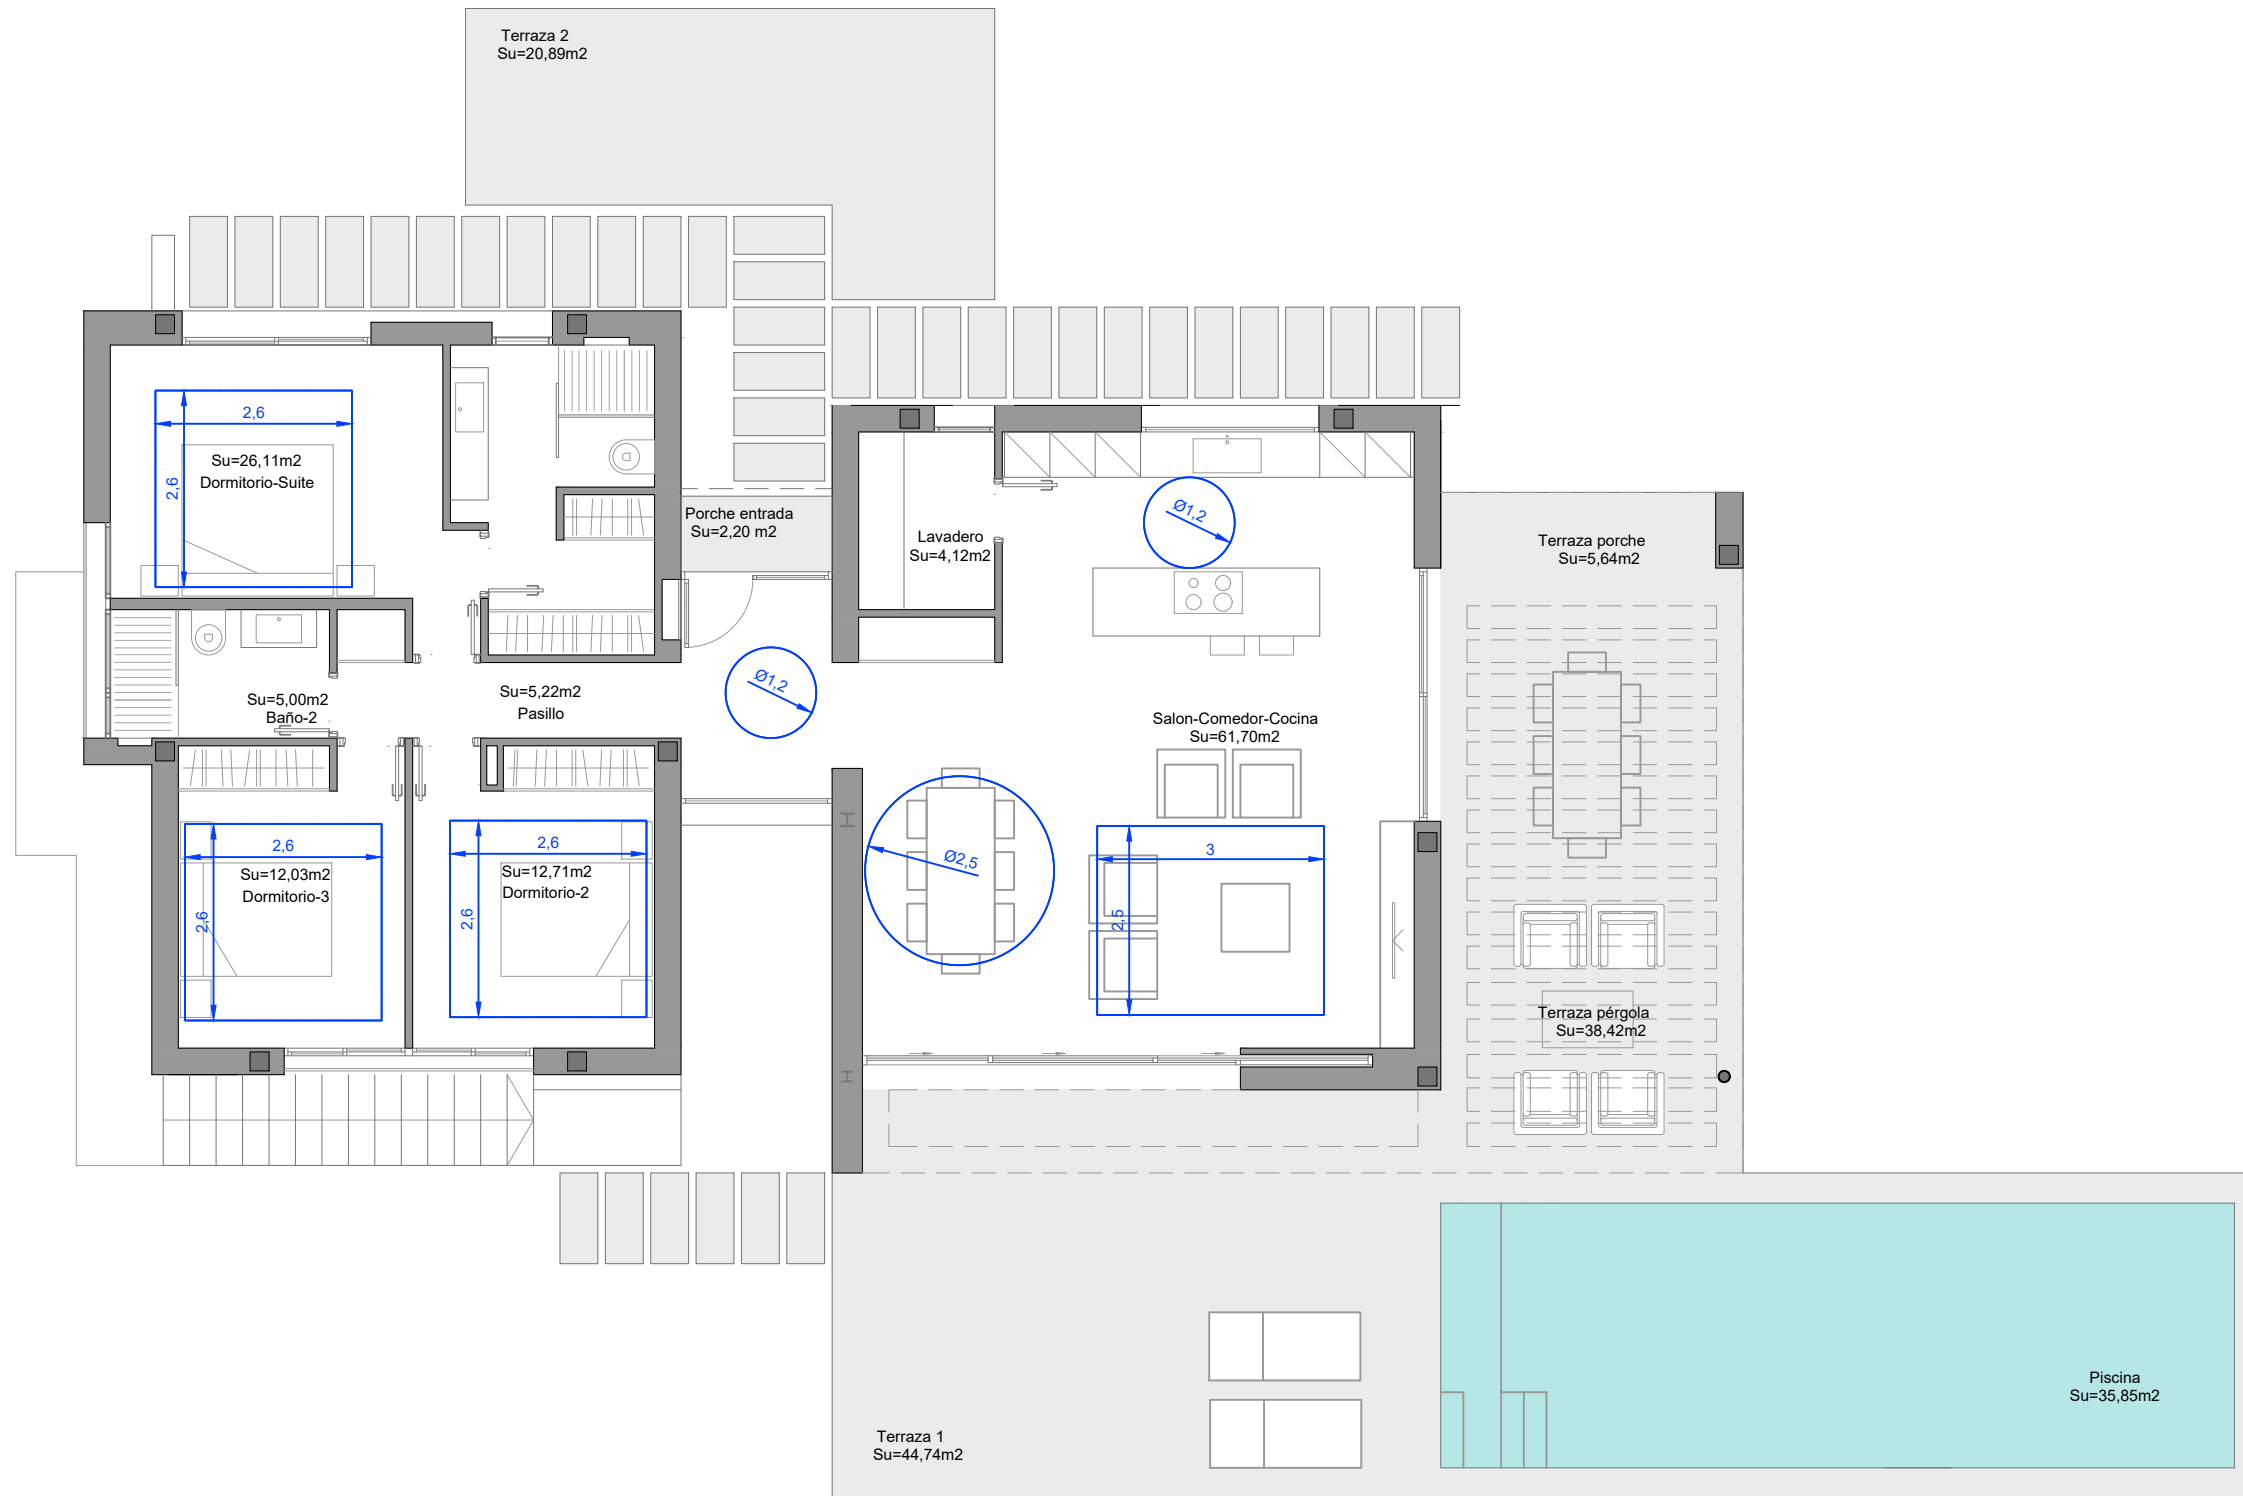 Terraza 2
Su=20,89m2
2,6
2,6
Su=26,11m2
Dormitorio-Suite
Porche entrada
Su=2,20 m2
Lavadero
Su=4,12m2
Ø1,2
Terraza porche
Su=5,64m2
Su=5,00m2
Baño-2
Su=5,22m2
Pasillo
Ø1,2
Salon-Comedor-Cocina
Su=61,70m2
2,6
2,6
Su=12,03m2
Dormitorio-3
2,6
2,6
Su=12,71m2
Dormitorio-2
Ø2,5
3
2,5
H
H
Terraza pérgola
Su=38,42m2
Piscina
Su=35,85m2
Terraza 1
Su=44,74m2